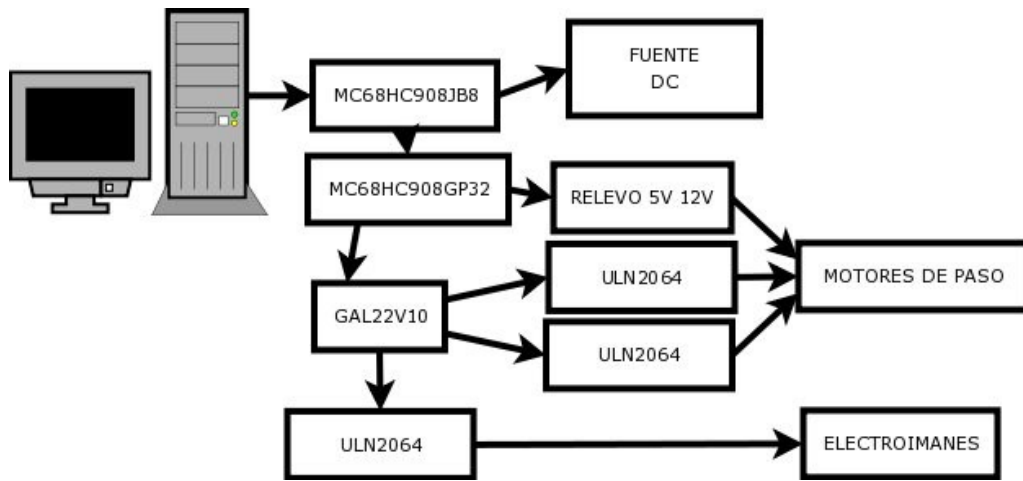 FUENTE
DC
MC68HC908JB8
MC68HC908GP32
RELEVO 5V 12V
ULN2064
MOTORES DE PASO
GAL22V10
ULN2064
ULN2064
ELECTROIMANES